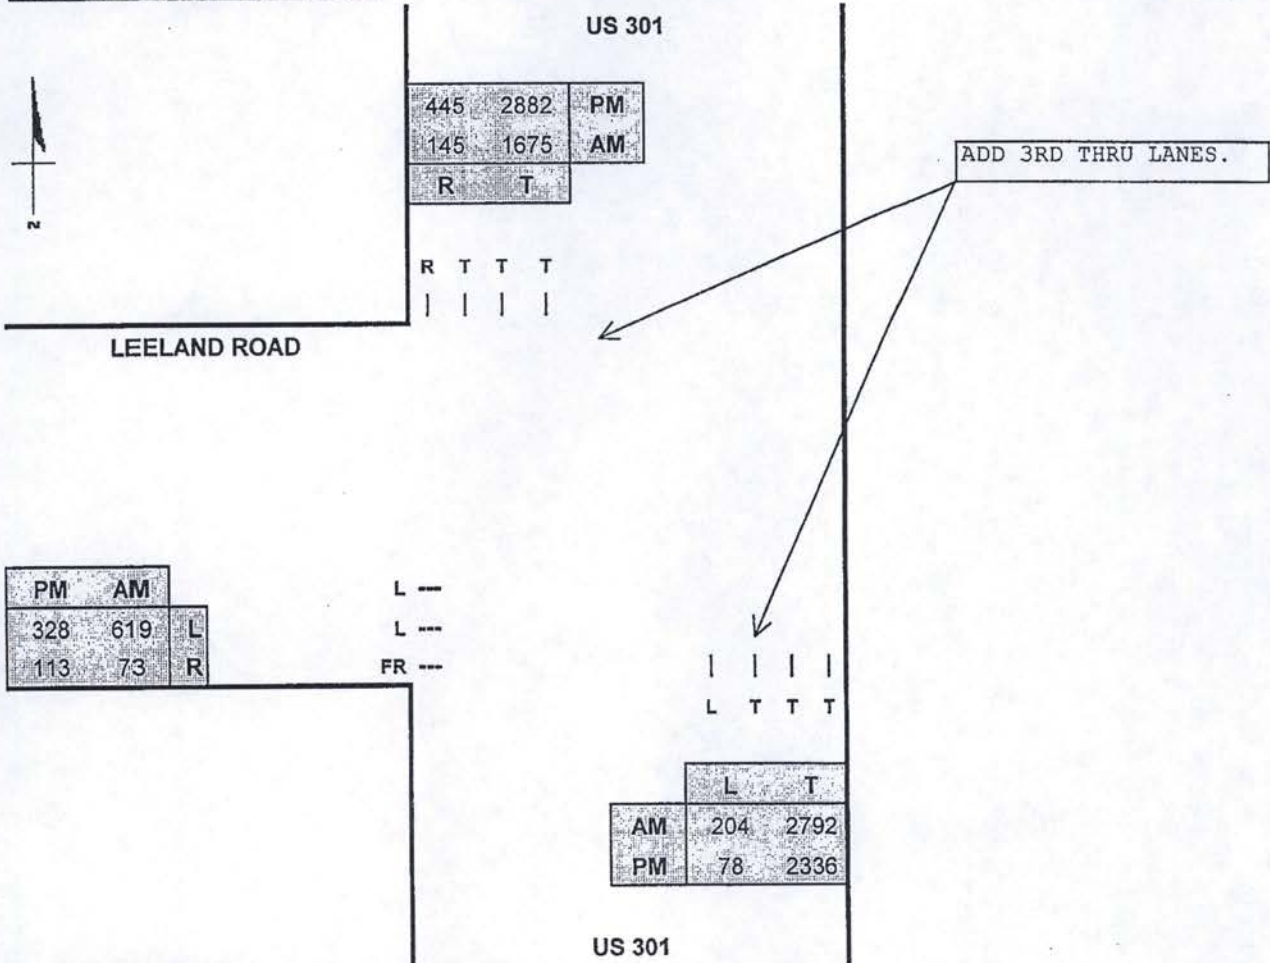 US 301
445 2882 PM
145 1675 AM
R T
ADD 3RD THRU LANES.
N
R T T T
LEELAND ROAD
PM AM
328 619 L
113 73 R
L ---
L ---
FR ---
L T T T
L T
AM 204 2792
PM 78 2336
US 301